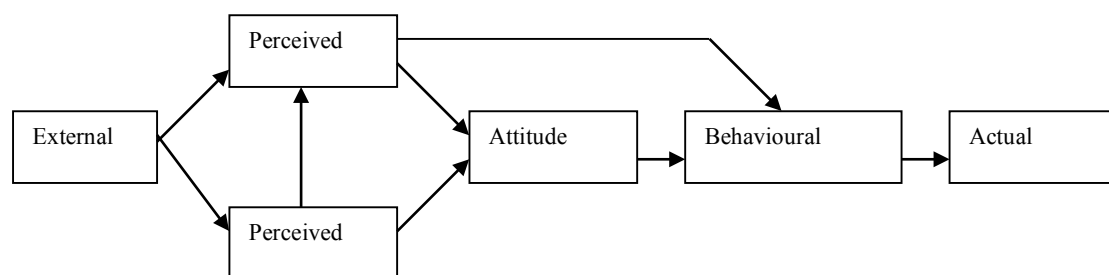 Perceived
External
Attitude
Behavioural
Actual
Perceived